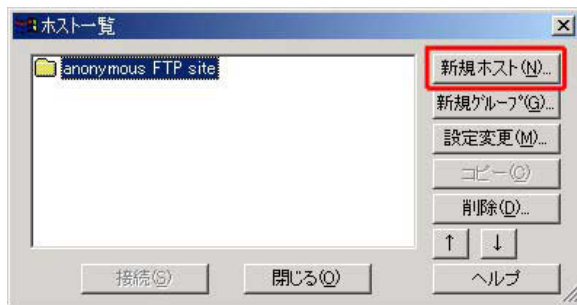 ホスト一覧
anonymous FTP site
新規ホスト(N)...
新規グループ(G)...
設定変更(M)...
コピー(C)
削除(D)...
↑ ↓
接続(S) 閉じる(O) ヘルプ